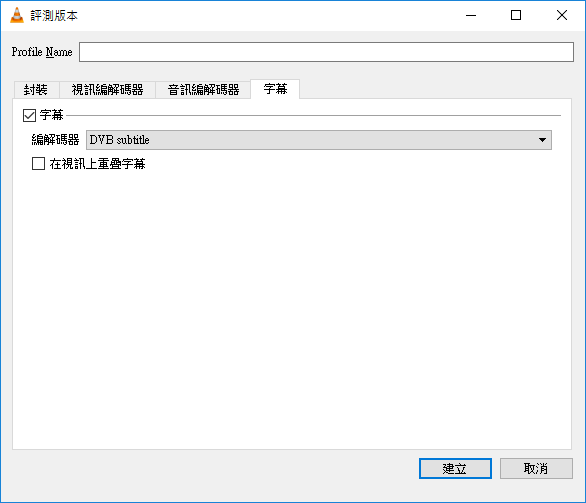 評測版本
Profile Name
封裝 視訊編解碼器 音訊編解碼器 字幕
字幕
編解碼器 DVB subtitle
在視訊上重疊字幕
建立 取消